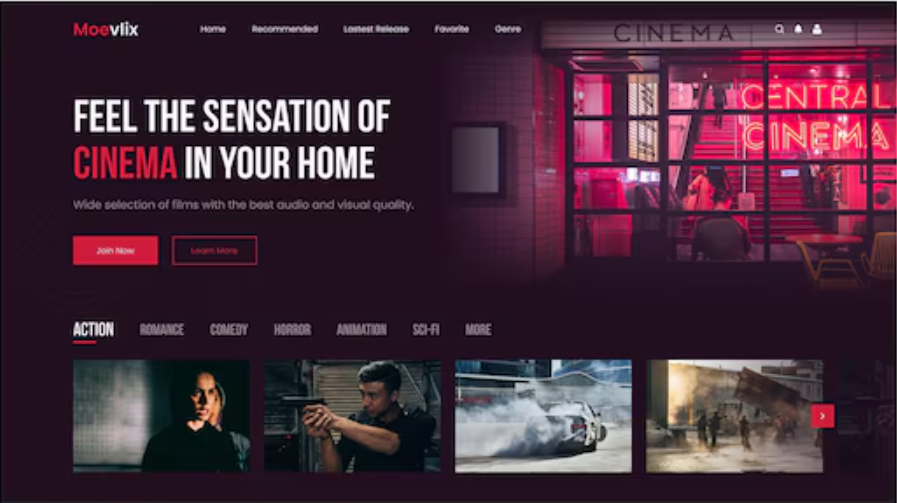 Moevlix
Home Recommended Lastest Release Favorite Genre
CINEMA
CENTRAL
CINEMA
FEEL THE SENSATION OF
CINEMA IN YOUR HOME
Wide selection of films with the best audio and visual quality.
Join Now Learn More
ACTION ROMANCE COMEDY HORROR ANIMATION SCI-FI MORE